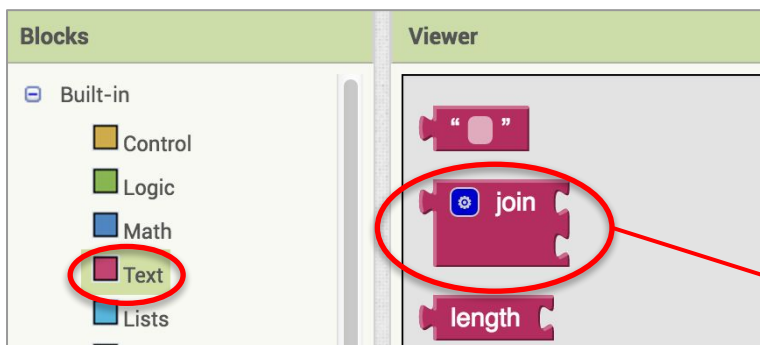 Blocks
Built-in
Control
Logic
Math
Text
Lists
Viewer
“ ”
join
length